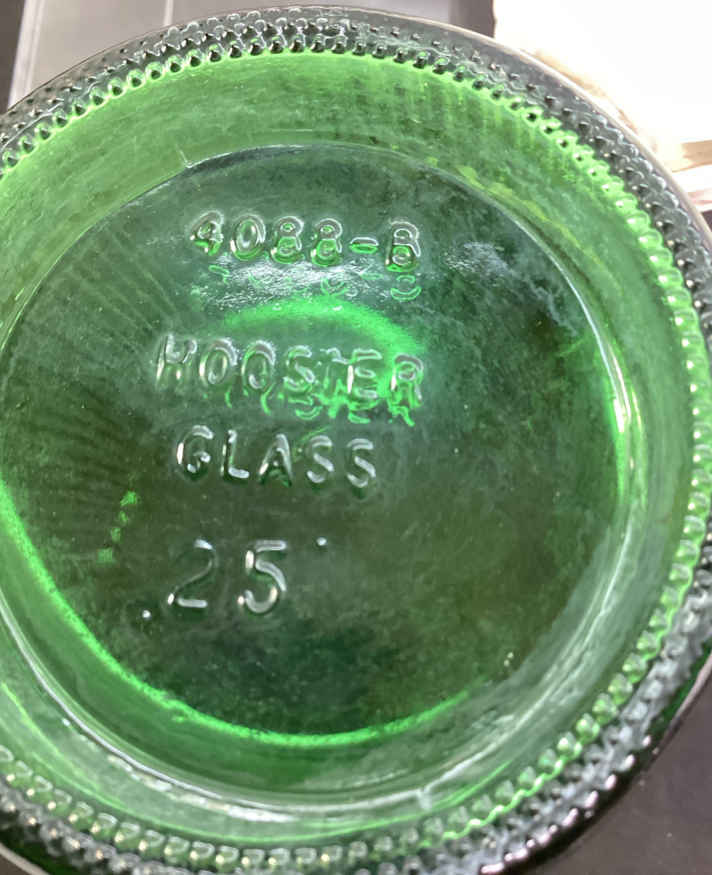 4088-B
HOOSIER
GLASS
.25